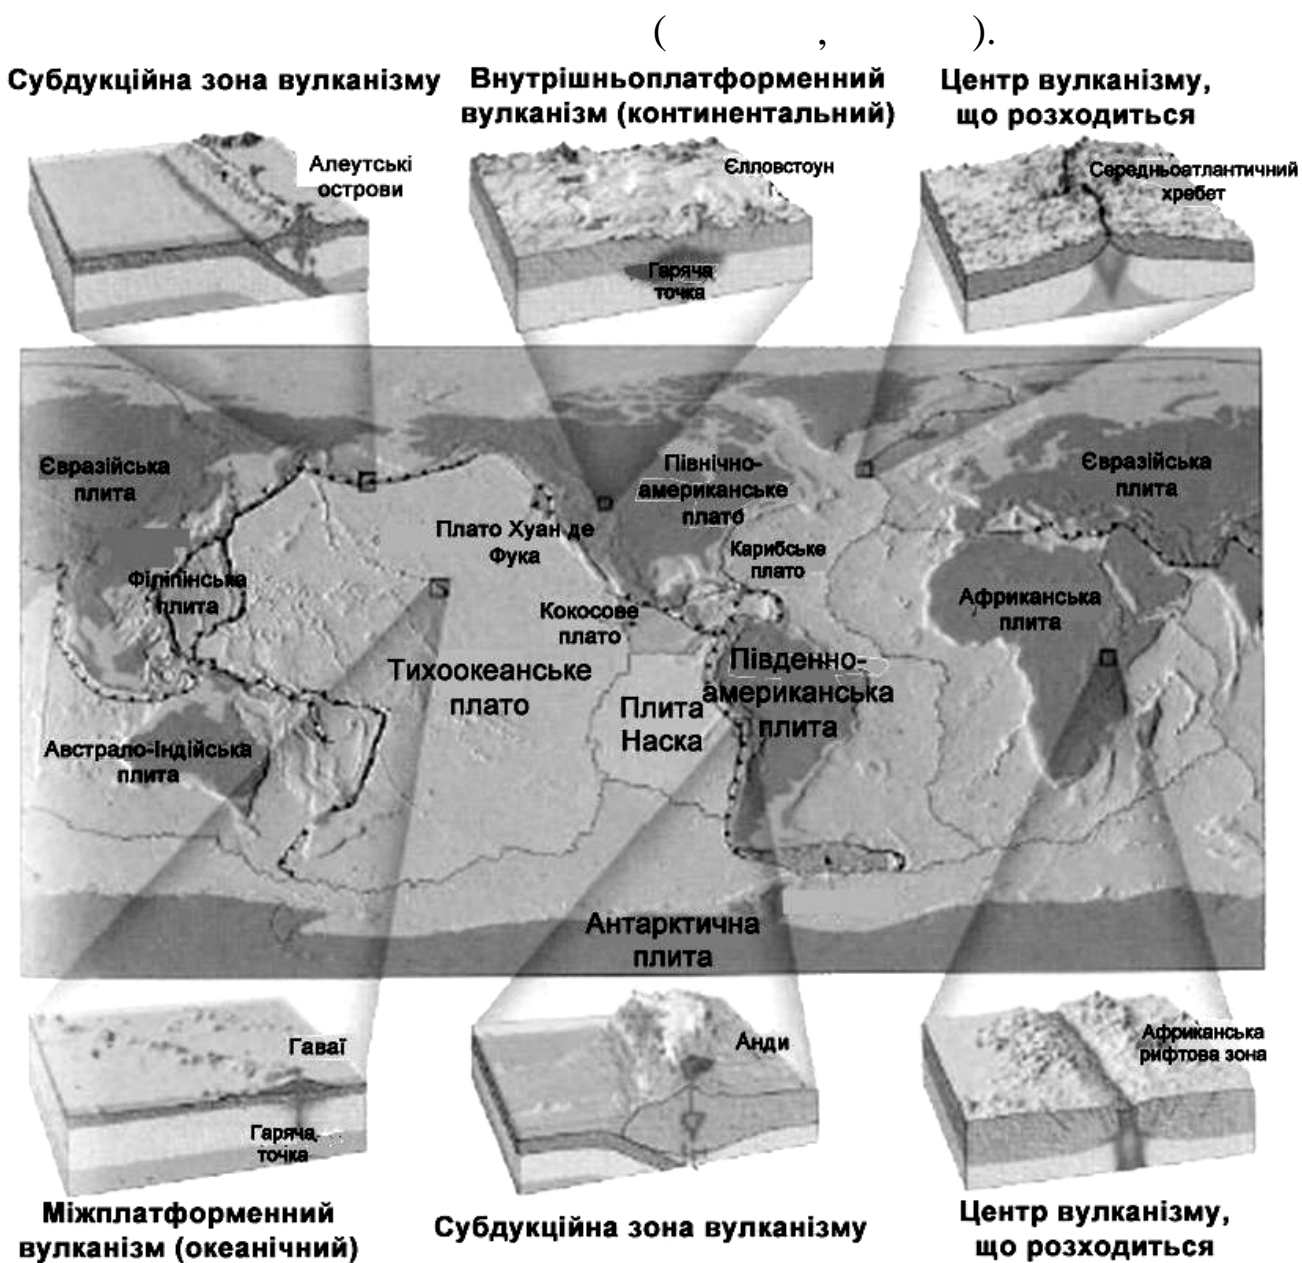 ( , ).
Субдукційна зона вулканізму
Внутрішньоплатформенний
вулканізм (континентальний)
Центр вулканізму,
що розходиться
Алеутські
острови
Єлловстоун
Гаряча
точка
Середньоатлантичний
хребет
Євразійська
плита
Північно-
американське
плато
Євразійська
плита
Плато Хуан де
Фука
Карибське
плато
Філіпінська
плита
Кокосове
плато
Африканська
плита
Тихоокеанське
плато
Південно-
американська
плита
Плита
Наска
Австрало-Індійська
плита
Антарктична
плита
Гаваї
Гаряча
точка
Анди
Африканська
рифтова зона
Міжплатформенний
вулканізм (океанічний)
Субдукційна зона вулканізму
Центр вулканізму,
що розходиться